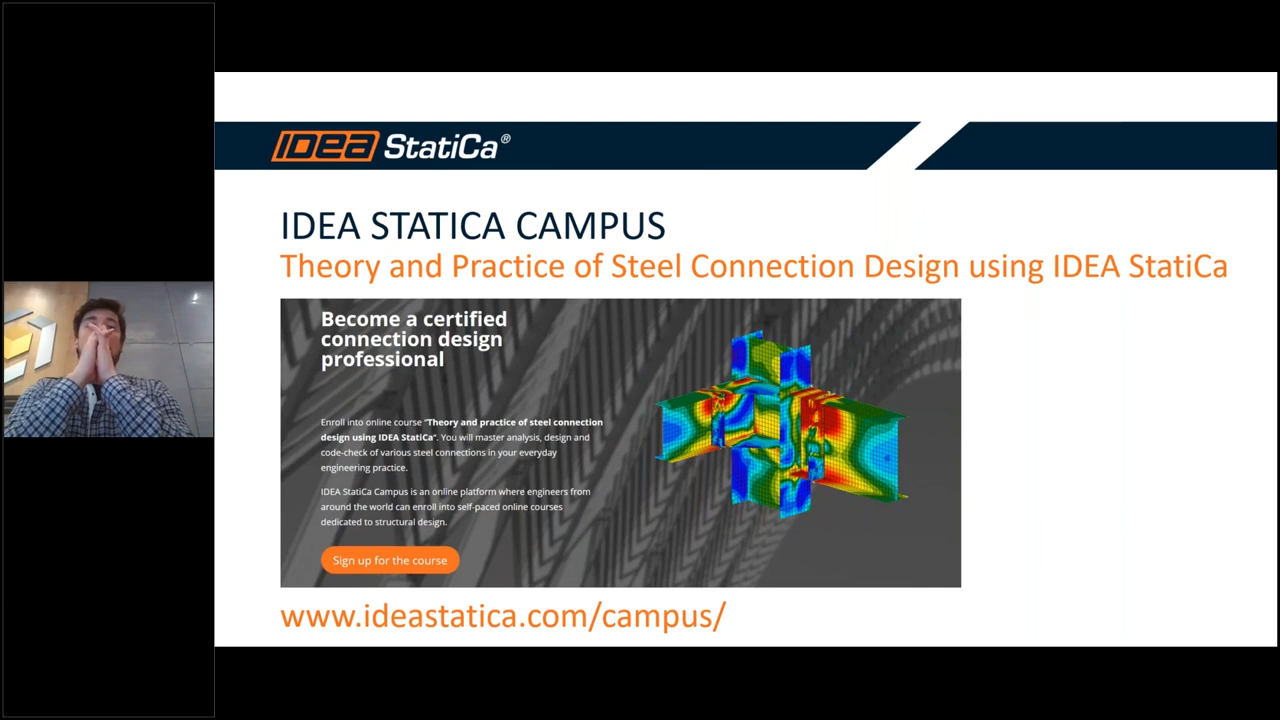 IDEA StatiCa®
IDEA STATICA CAMPUS
Theory and Practice of Steel Connection Design using IDEA StatiCa
Become a certified
connection design
professional
Enroll into online course "Theory and practice of steel connection
design using IDEA StatiCa". You will master analysis, design and
code-check of various steel connections in your everyday
engineering practice.
IDEA StatiCa Campus is an online platform where engineers from
around the world can enroll into self-paced online courses
dedicated to structural design.
Sign up for the course
www.ideastatica.com/campus/